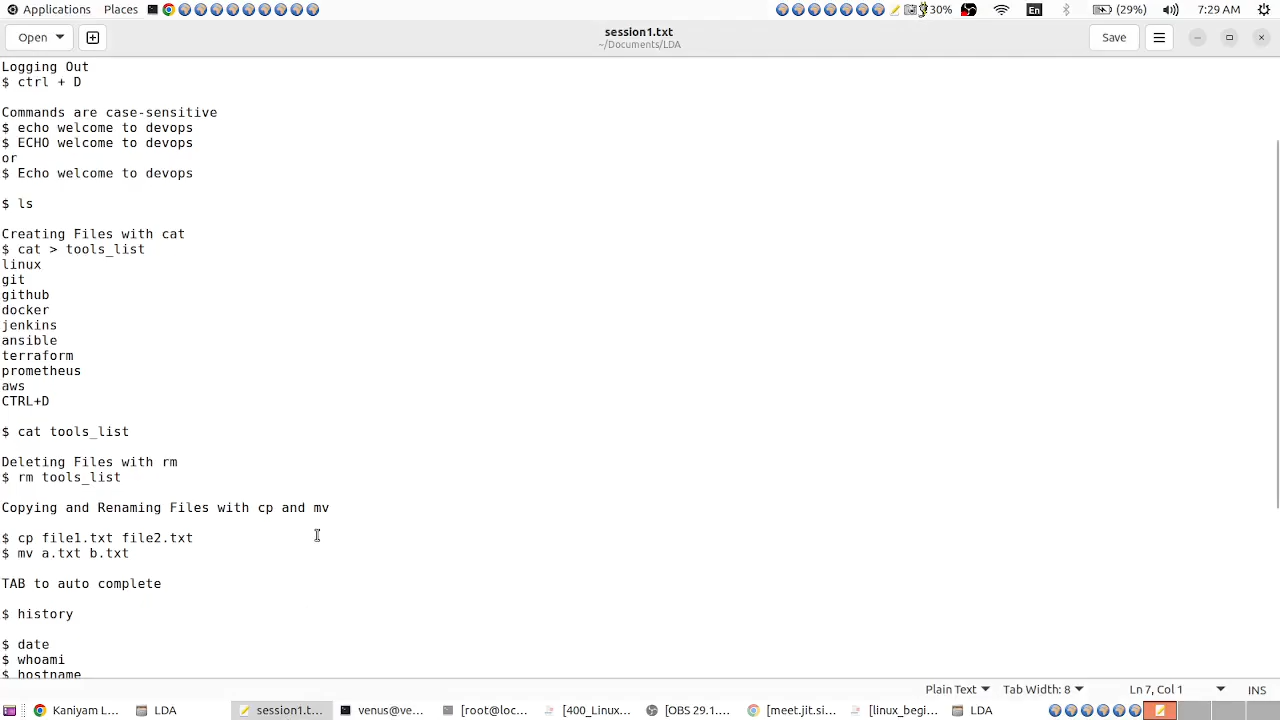 Applications Places 30% En (29%) 7:29 AM
Open session1.txt Save
~/Documents/LDA
Logging Out
$ ctrl + D
Commands are case-sensitive
$ echo welcome to devops
$ ECHO welcome to devops
or
$ Echo welcome to devops
$ ls
Creating Files with cat
$ cat > tools_list
linux
git
github
docker
jenkins
ansible
terraform
prometheus
aws
CTRL+D
$ cat tools_list
Deleting Files with rm
$ rm tools_list
Copying and Renaming Files with cp and mv
$ cp file1.txt file2.txt
$ mv a.txt b.txt
TAB to auto complete
$ history
$ date
$ whoami
$ hostname
Plain Text Tab Width: 8 Ln 7, Col 1 INS
Kaniyam L... LDA session1.t... venus@ve... [root@loc... [400_Linux... [OBS 29.1.... [meet.jit.si... [linux_begi... LDA